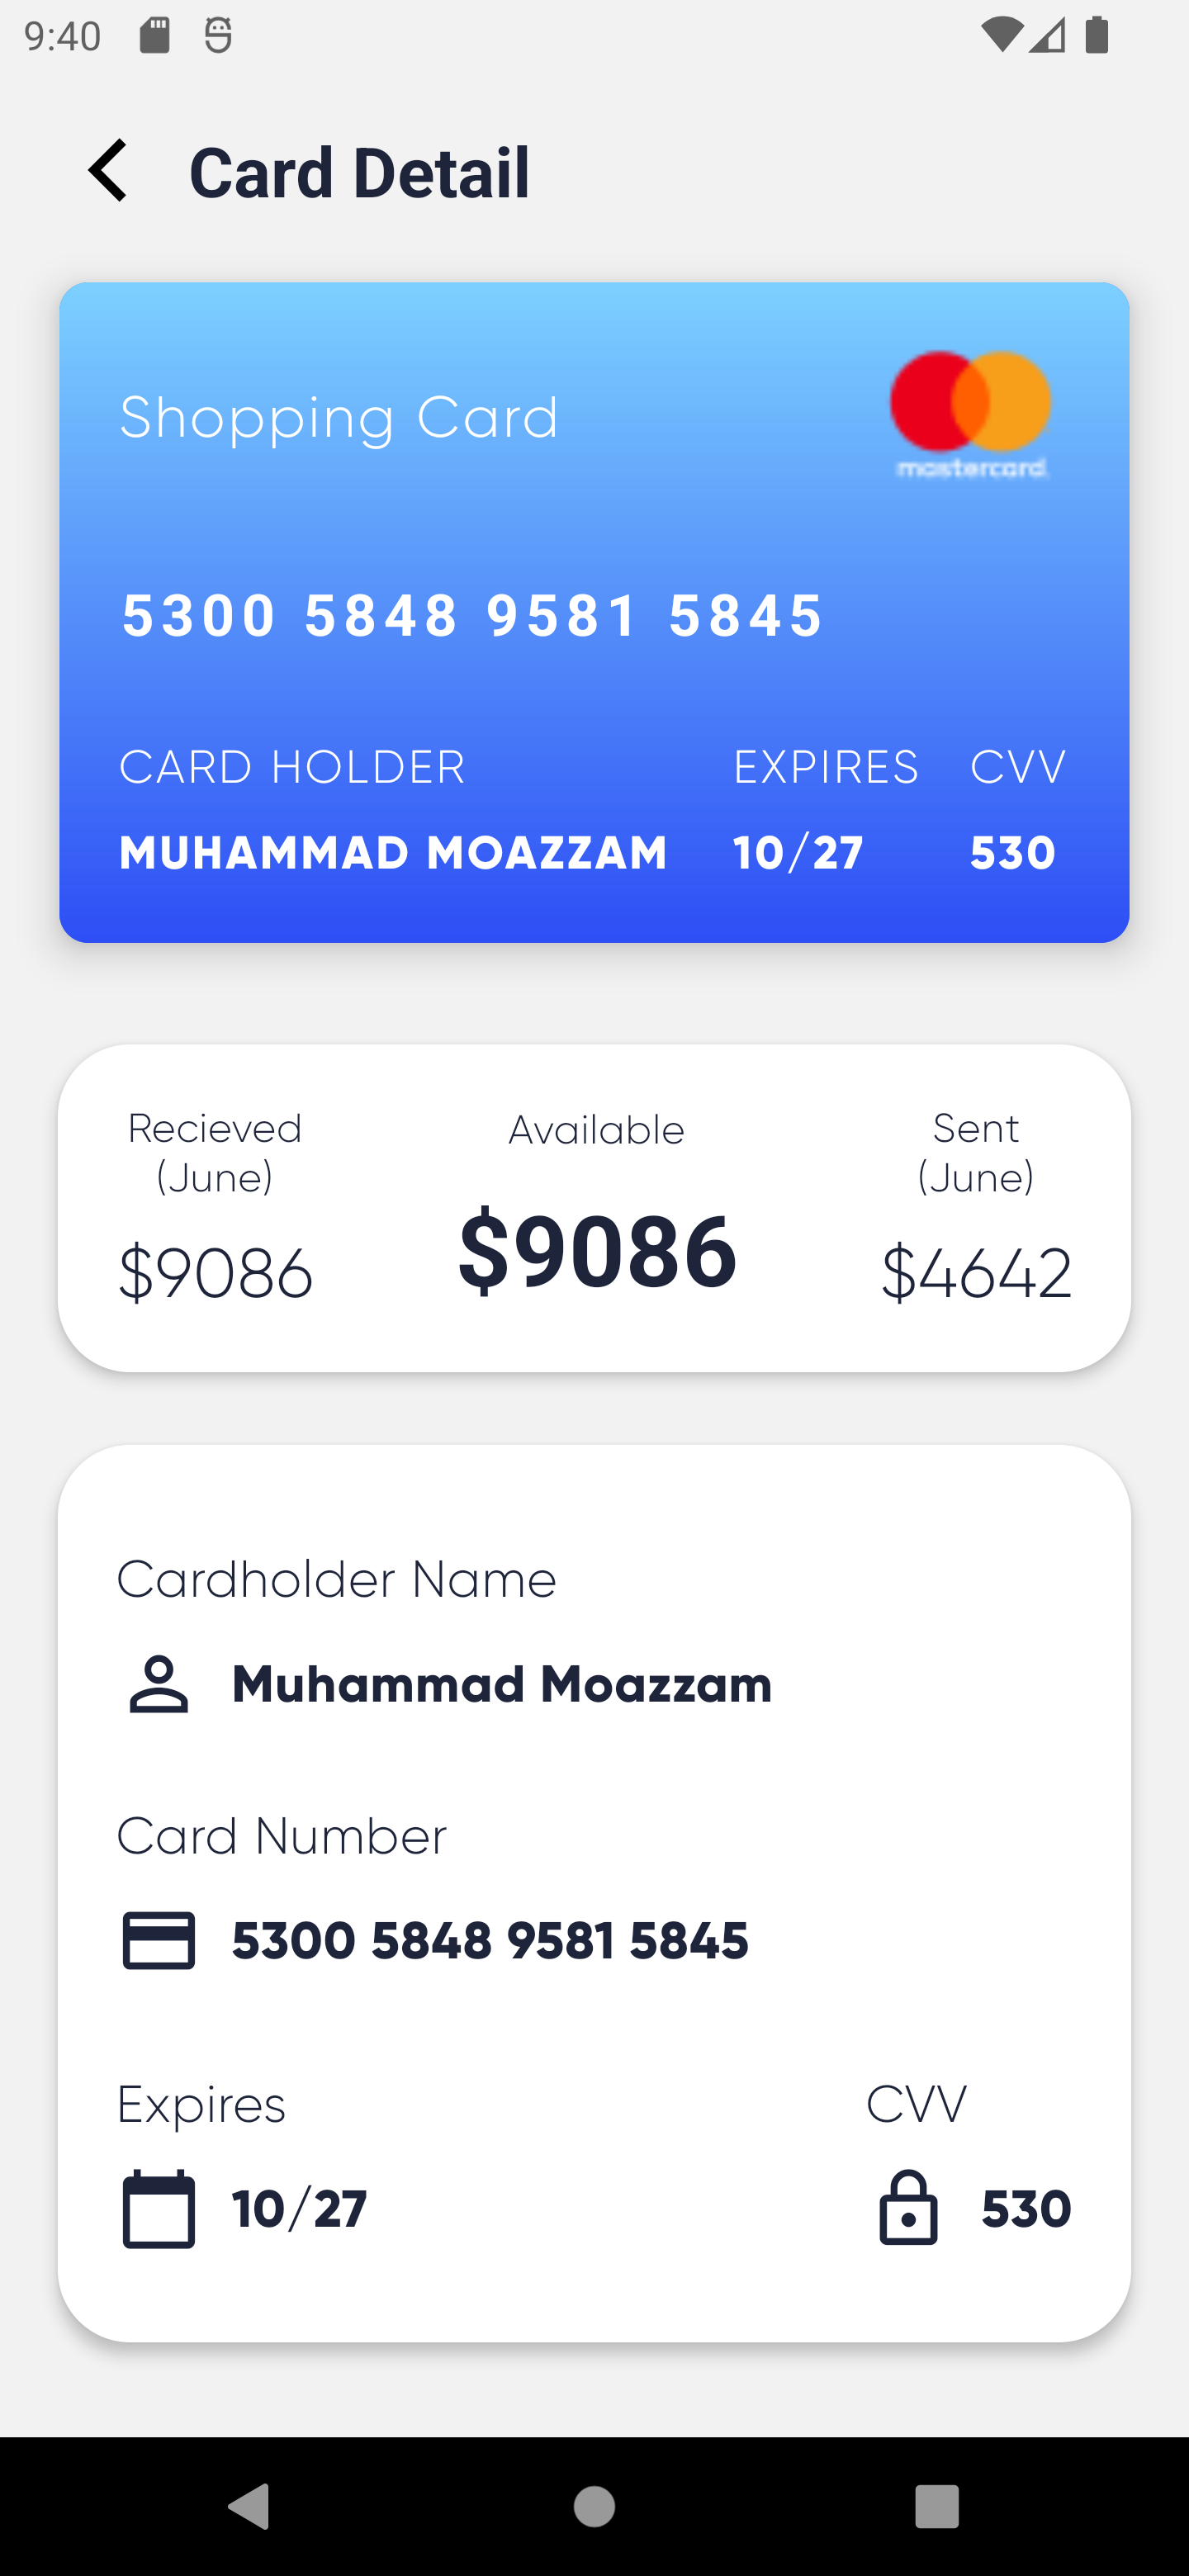 9:40
Card Detail
Shopping Card
mastercard.
5300 5848 9581 5845
CARD HOLDER EXPIRES CVV
MUHAMMAD MOAZZAM 10/27 530
Recieved Available Sent
(June) (June)
$9086 $9086 $4642
Cardholder Name
Muhammad Moazzam
Card Number
5300 5848 9581 5845
Expires CVV
10/27 530